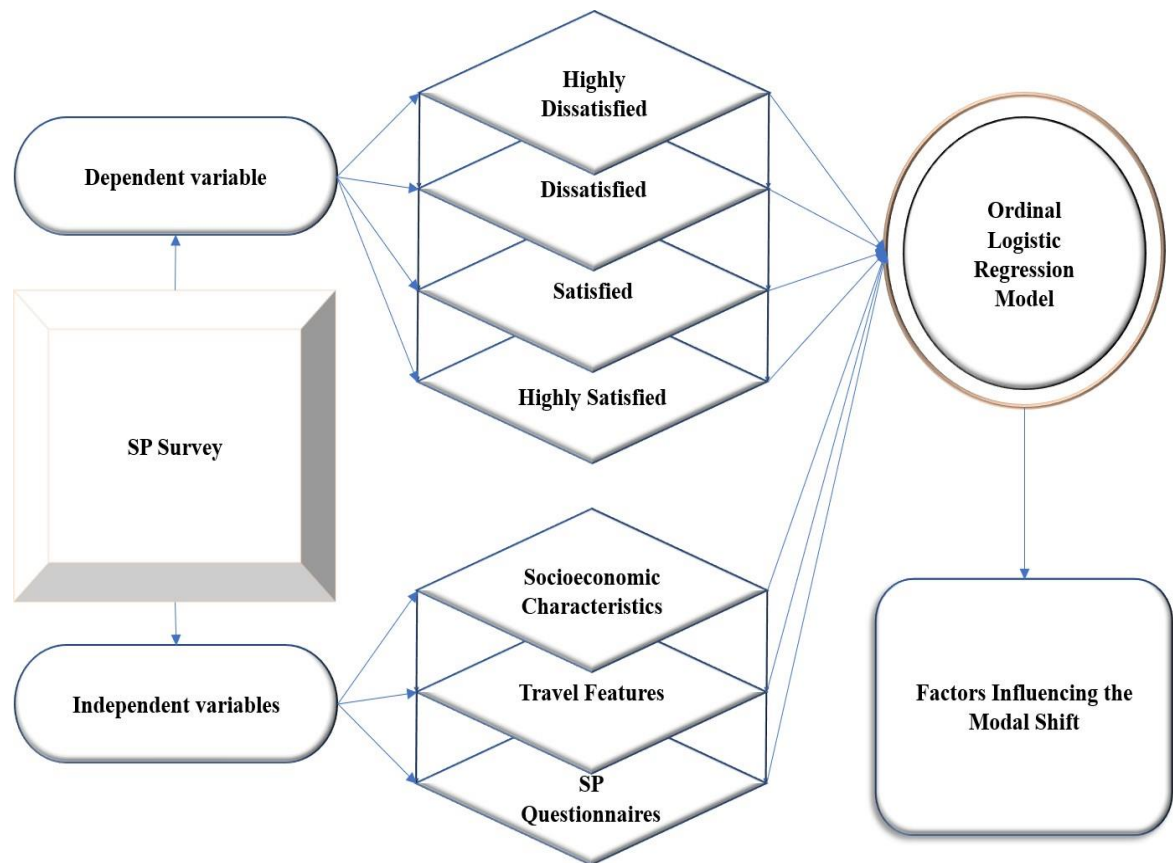 Highly
Dissatisfied
Dependent variable
Dissatisfied
Satisfied
Highly Satisfied
SP Survey
Ordinal
Logistic
Regression
Model
Socioeconomic
Characteristics
Independent variables
Travel Features
SP
Questionnaires
Factors Influencing the
Modal Shift